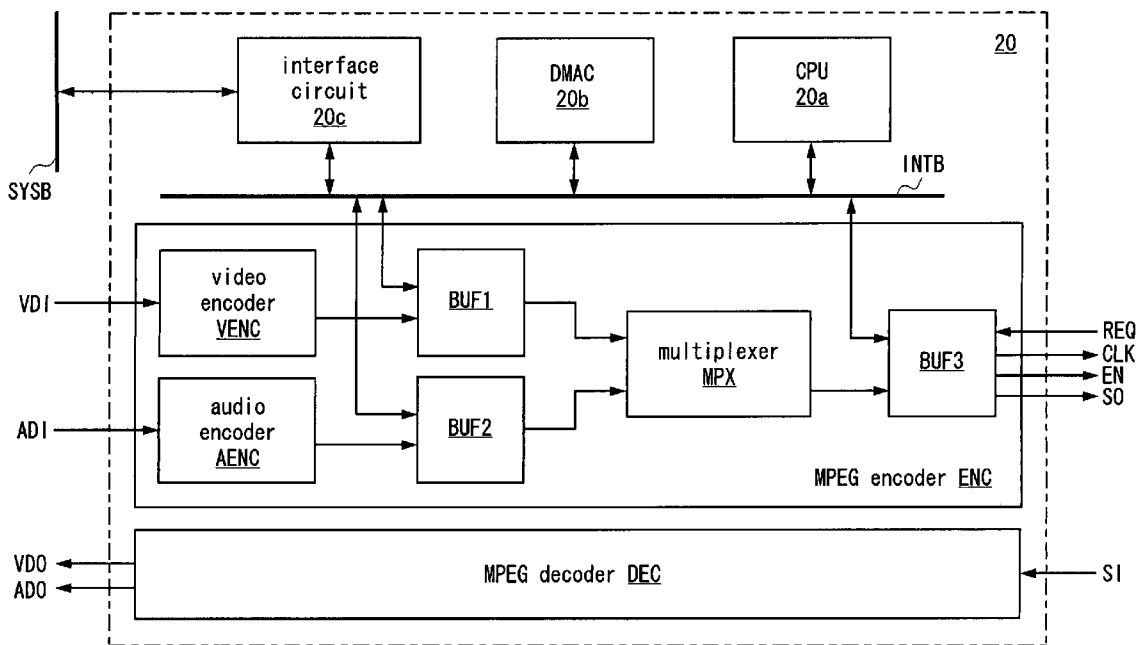 20
interface
circuit
20c
DMAC
20b
CPU
20a
SYSB
INTB
VDI
video
encoder
VENC
BUF1
multiplexer
MPX
BUF3
REQ
CLK
EN
SO
ADI
audio
encoder
AENC
BUF2
MPEG encoder ENC
VDO
ADO
MPEG decoder DEC
SI